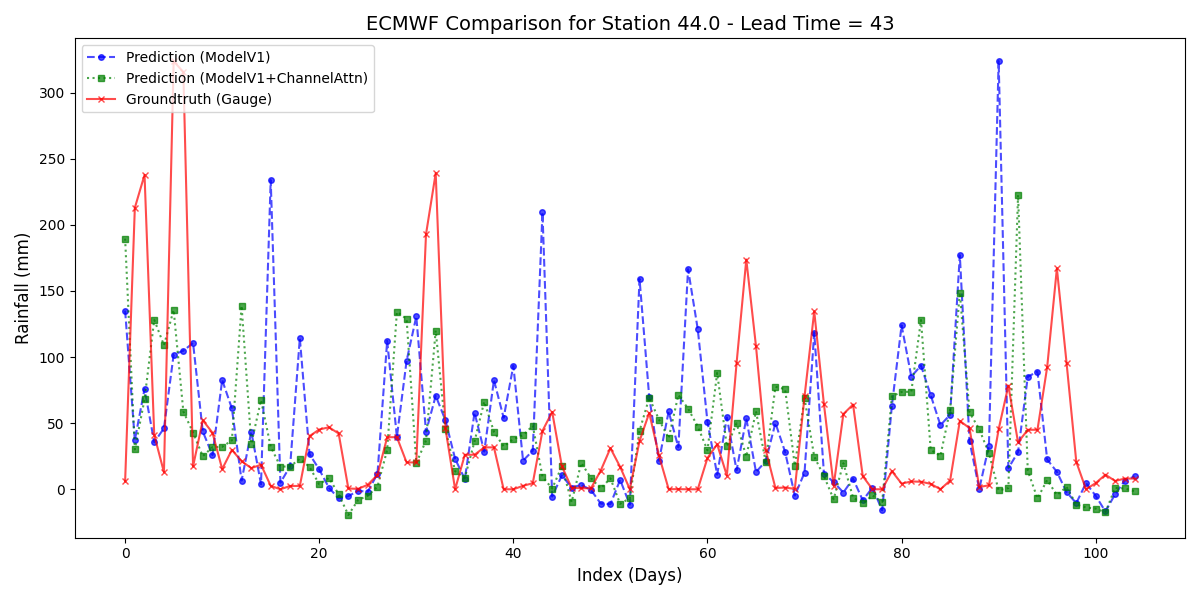 ECMWF Comparison for Station 44.0 - Lead Time = 43
Prediction (ModelV1)
Prediction (ModelV1+ChannelAttn)
Groundtruth (Gauge)
Rainfall (mm)
300
250
200
150
100
50
0
0 20 40 60 80 100
Index (Days)